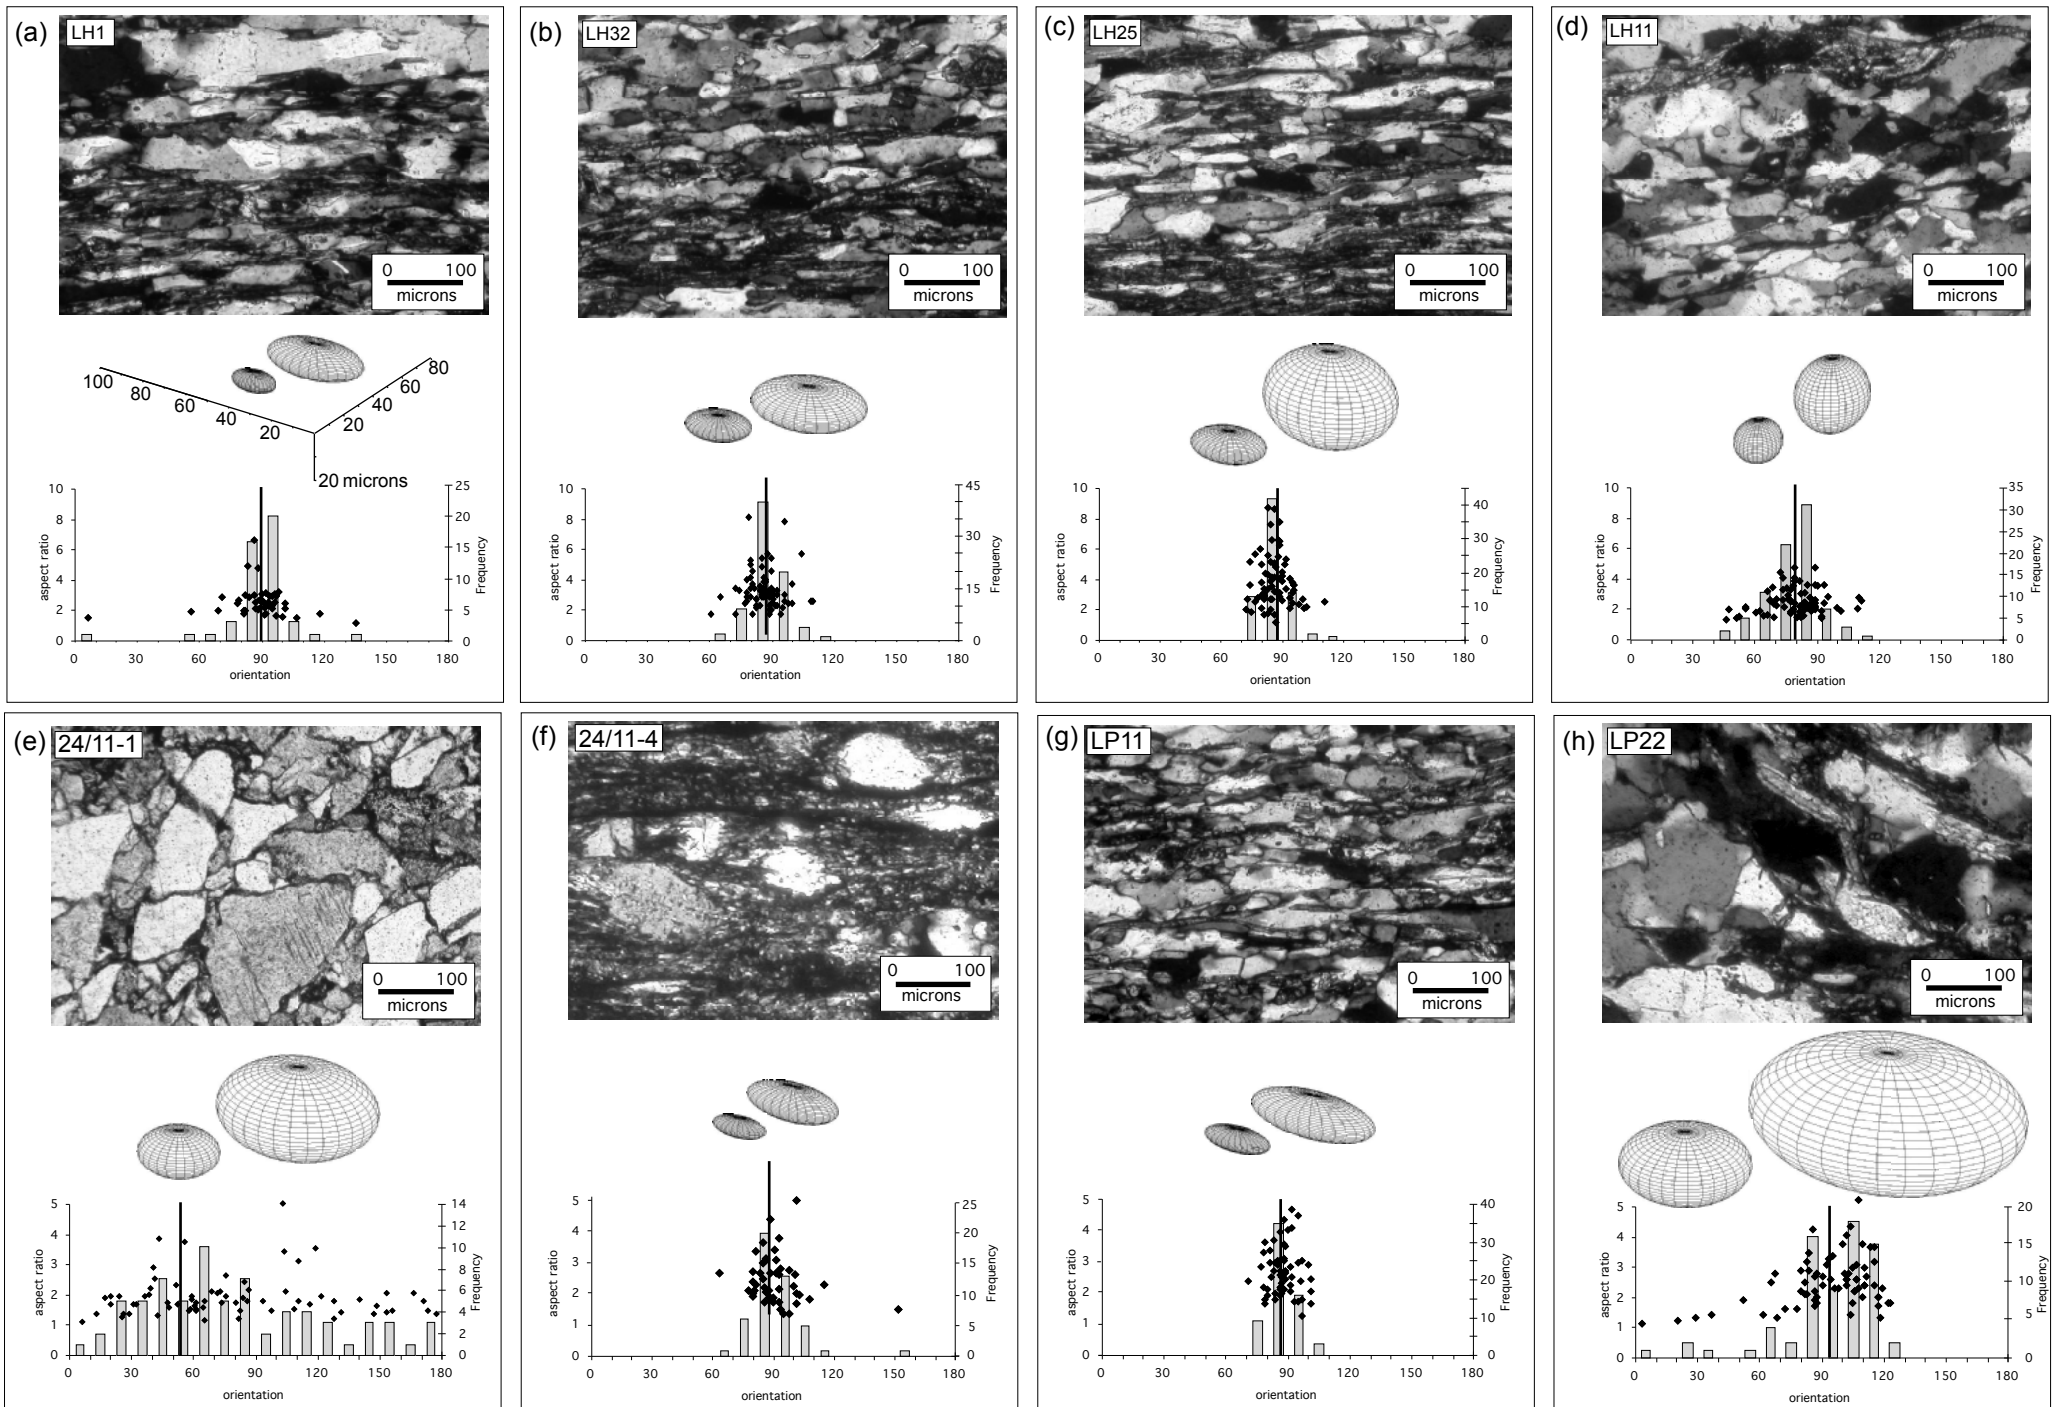 (a) LH1
0 100
microns
100 80 60 40 20 20 40 60 80
20 microns
aspect ratio
10 8 6 4 2 0
25 20 15 10 5 0
Frequency
0 30 60 90 120 150 180
orientation
(b) LH32
0 100
microns
aspect ratio
10 8 6 4 2 0
45 30 15 0
Frequency
0 30 60 90 120 150 180
orientation
(c) LH25
0 100
microns
aspect ratio
10 8 6 4 2 0
40 30 20 10 0
Frequency
0 30 60 90 120 150 180
orientation
(d) LH11
0 100
microns
aspect ratio
10 8 6 4 2 0
35 30 25 20 15 10 5 0
Frequency
0 30 60 90 120 150 180
orientation
(e) 24/11-1
0 100
microns
aspect ratio
5 4 3 2 1 0
14 12 10 8 6 4 2 0
Frequency
0 30 60 90 120 150 180
orientation
(f) 24/11-4
0 100
microns
aspect ratio
5 4 3 2 1 0
25 20 15 10 5 0
Frequency
0 30 60 90 120 150 180
orientation
(g) LP11
0 100
microns
aspect ratio
5 4 3 2 1 0
40 30 20 10 0
Frequency
0 30 60 90 120 150 180
orientation
(h) LP22
0 100
microns
aspect ratio
5 4 3 2 1 0
20 15 10 5 0
Frequency
0 30 60 90 120 150 180
orientation